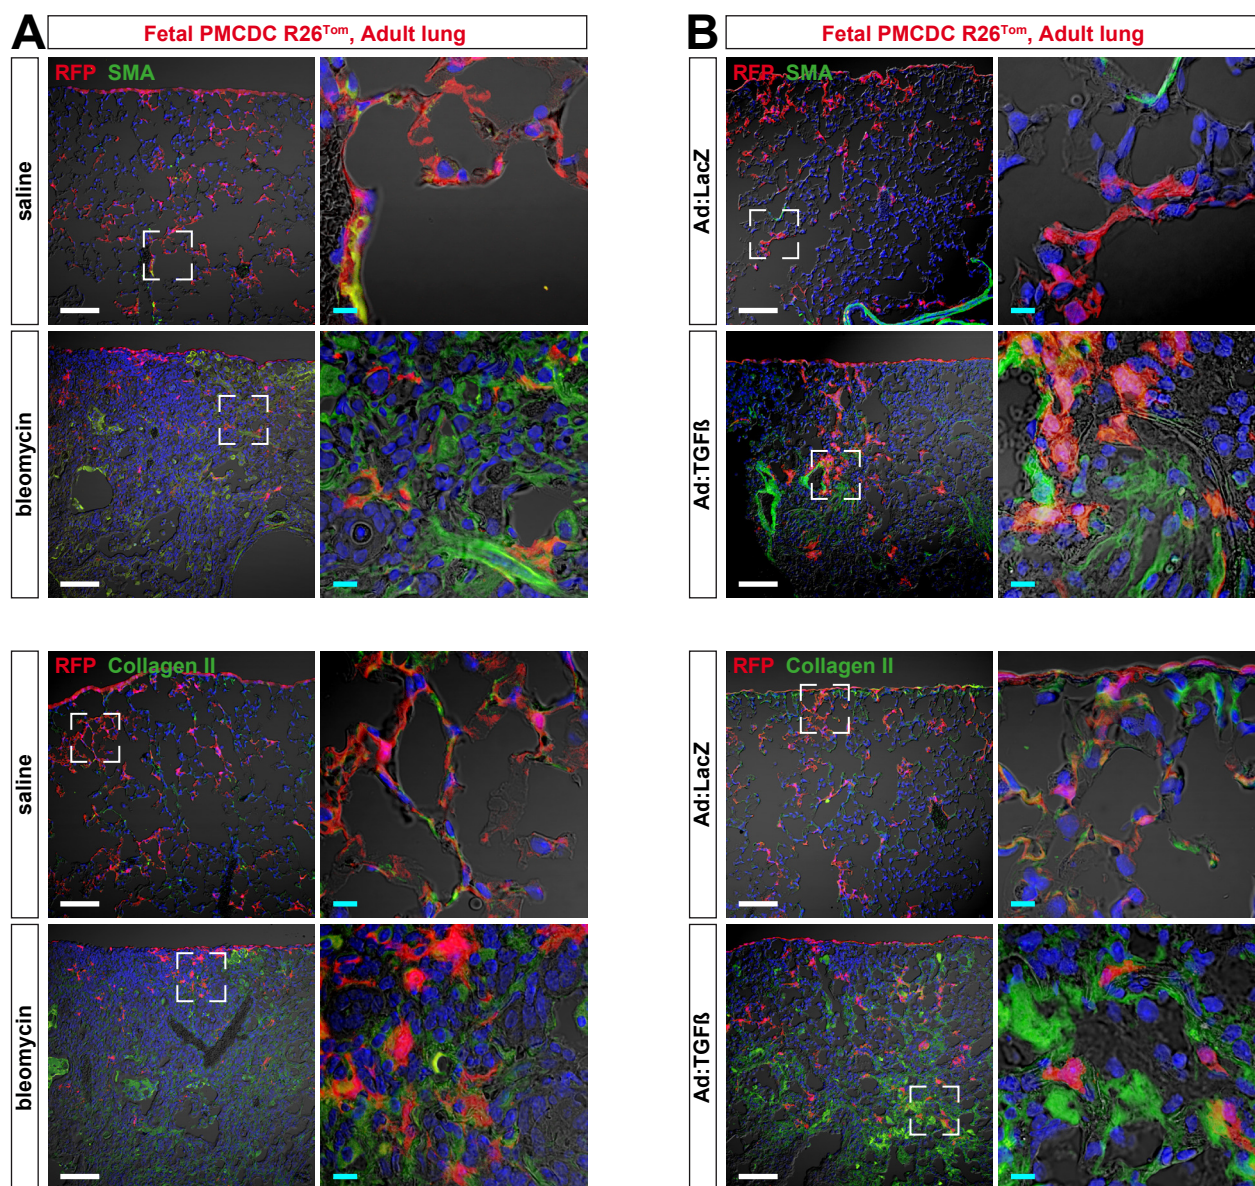 A
Fetal PMCDC R26Tom, Adult lung
RFP SMA
saline
bleomycin
RFP Collagen II
saline
bleomycin
B
Fetal PMCDC R26Tom, Adult lung
RFP SMA
Ad:LacZ
Ad:TGFß
RFP Collagen II
Ad:LacZ
Ad:TGFß